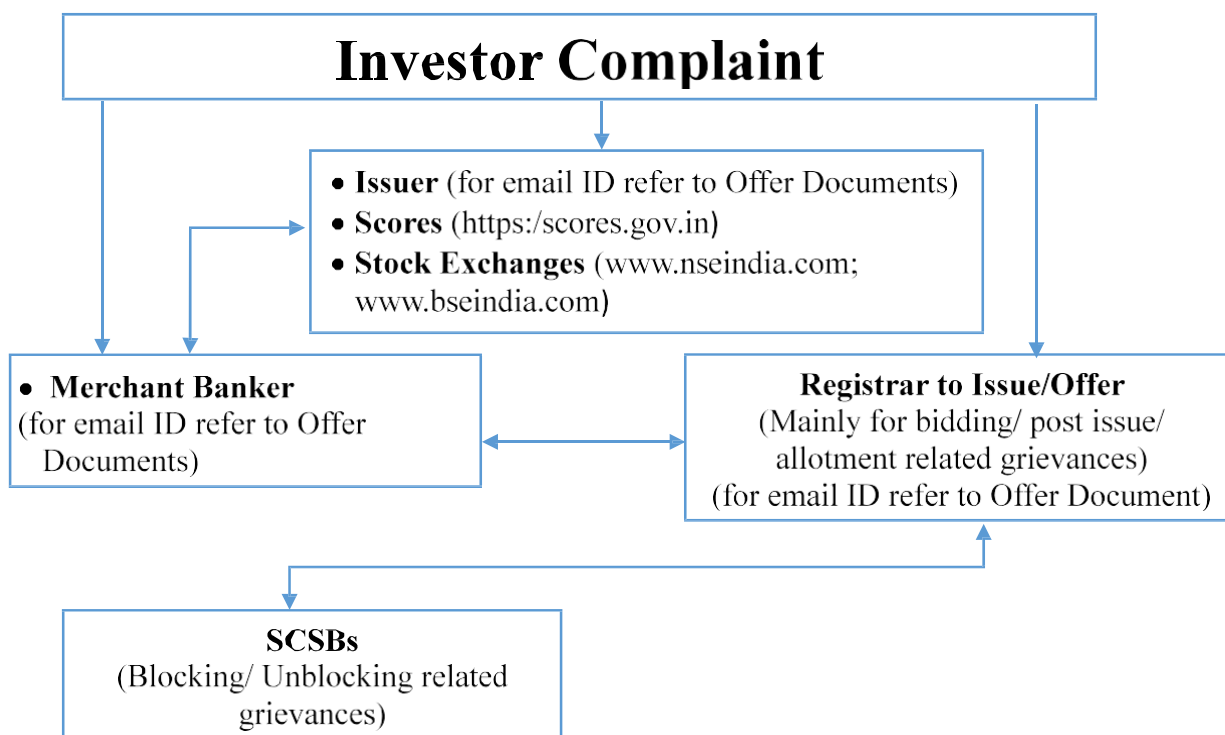 Investor Complaint
• Issuer (for email ID refer to Offer Documents)
• Scores (https:/scores.gov.in)
• Stock Exchanges (www.nseindia.com;
www.bseindia.com)
• Merchant Banker
(for email ID refer to Offer
Documents)
Registrar to Issue/Offer
(Mainly for bidding/ post issue/
allotment related grievances)
(for email ID refer to Offer Document)
SCSBs
(Blocking/ Unblocking related
grievances)